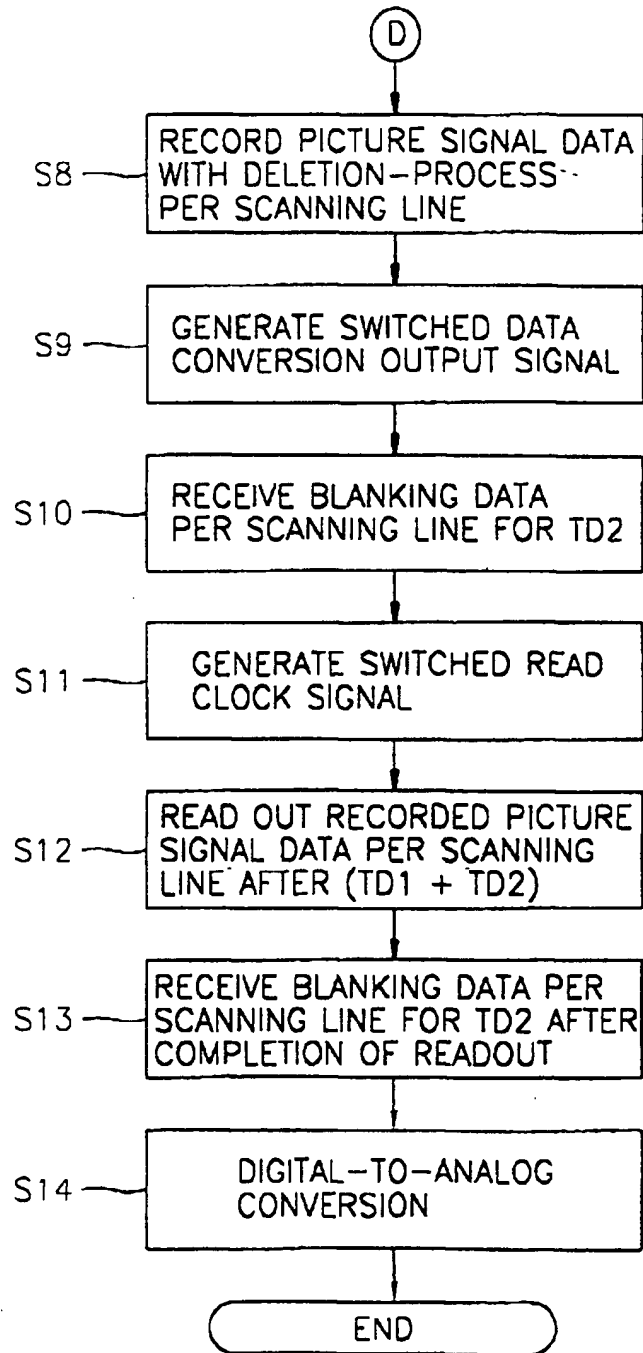 D
S8
RECORD PICTURE SIGNAL DATA
WITH DELETION-PROCESS
PER SCANNING LINE
S9
GENERATE SWITCHED DATA
CONVERSION OUTPUT SIGNAL
S10
RECEIVE BLANKING DATA
PER SCANNING LINE FOR TD2
S11
GENERATE SWITCHED READ
CLOCK SIGNAL
S12
READ OUT RECORDED PICTURE
SIGNAL DATA PER SCANNING
LINE AFTER (TD1 + TD2)
S13
RECEIVE BLANKING DATA PER
SCANNING LINE FOR TD2 AFTER
COMPLETION OF READOUT
S14
DIGITAL-TO-ANALOG
CONVERSION
END